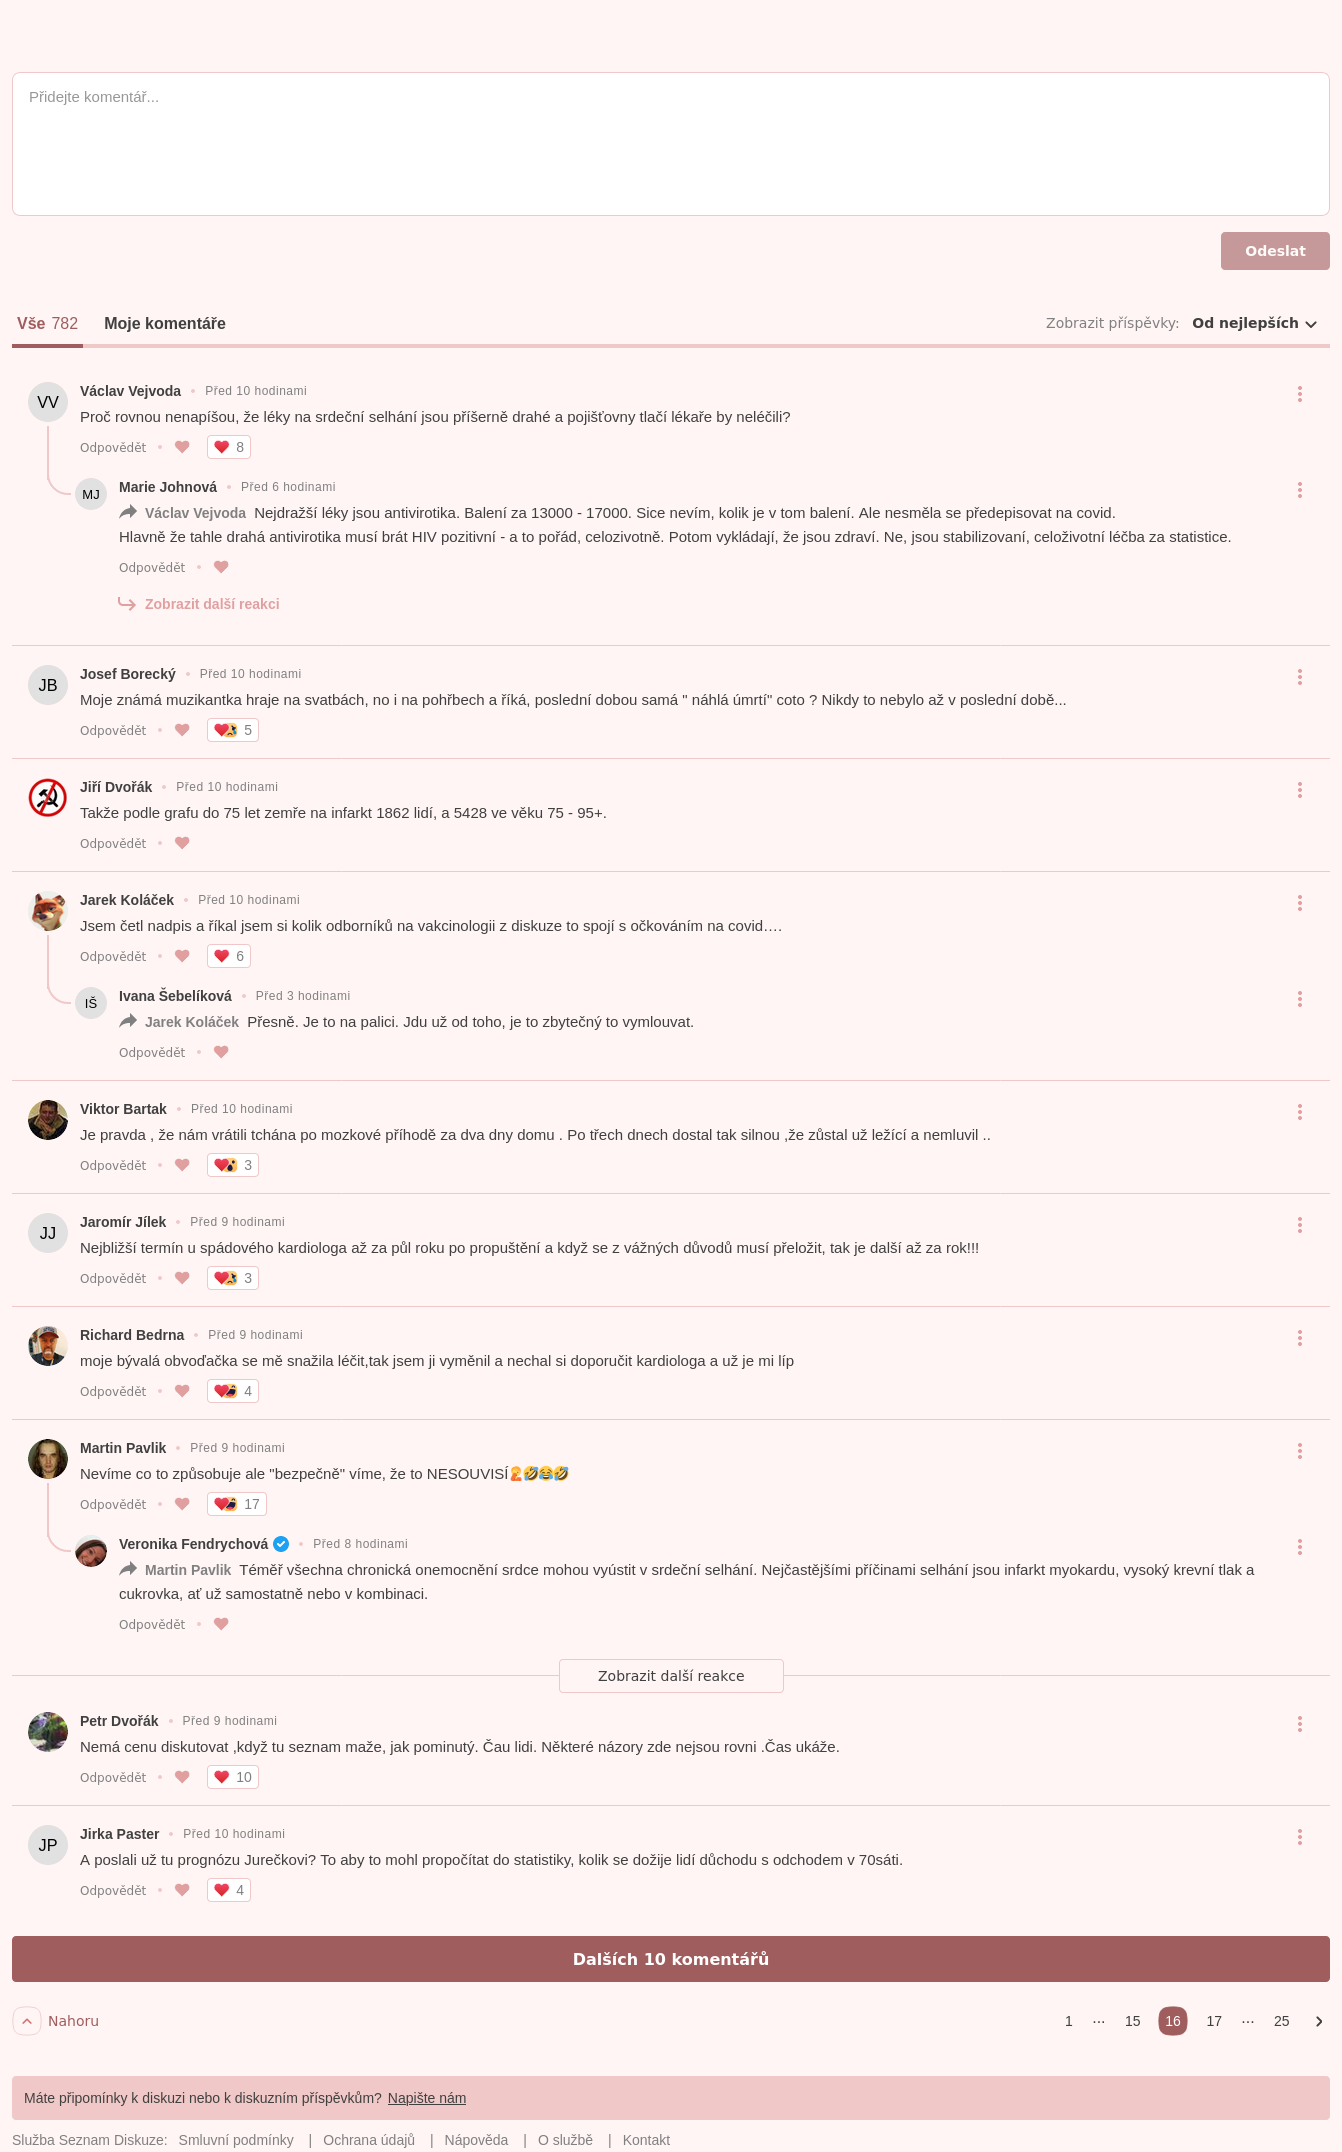 Přidejte komentář...
Odeslat
Vše 782 Moje komentáře Zobrazit příspěvky: Od nejlepších
VV
Václav Vejvoda • Před 10 hodinami
Proč rovnou nenapíšou, že léky na srdeční selhání jsou příšerně drahé a pojišťovny tlačí lékaře by neléčili?
Odpovědět • 8
MJ
Marie Johnová • Před 6 hodinami
Václav Vejvoda Nejdražší léky jsou antivirotika. Balení za 13000 - 17000. Sice nevím, kolik je v tom balení. Ale nesměla se předepisovat na covid.
Hlavně že tahle drahá antivirotika musí brát HIV pozitivní - a to pořád, celozivotně. Potom vykládají, že jsou zdraví. Ne, jsou stabilizovaní, celoživotní léčba za statistice.
Odpovědět •
Zobrazit další reakci
JB
Josef Borecký • Před 10 hodinami
Moje známá muzikantka hraje na svatbách, no i na pohřbech a říká, poslední dobou samá " náhlá úmrtí" coto ? Nikdy to nebylo až v poslední době...
Odpovědět • 5
Jiří Dvořák • Před 10 hodinami
Takže podle grafu do 75 let zemře na infarkt 1862 lidí, a 5428 ve věku 75 - 95+.
Odpovědět •
Jarek Koláček • Před 10 hodinami
Jsem četl nadpis a říkal jsem si kolik odborníků na vakcinologii z diskuze to spojí s očkováním na covid….
Odpovědět • 6
IŠ
Ivana Šebelíková • Před 3 hodinami
Jarek Koláček Přesně. Je to na palici. Jdu už od toho, je to zbytečný to vymlouvat.
Odpovědět •
Viktor Bartak • Před 10 hodinami
Je pravda , že nám vrátili tchána po mozkové příhodě za dva dny domu . Po třech dnech dostal tak silnou ,že zůstal už ležící a nemluvil ..
Odpovědět • 3
JJ
Jaromír Jílek • Před 9 hodinami
Nejbližší termín u spádového kardiologa až za půl roku po propuštění a když se z vážných důvodů musí přeložit, tak je další až za rok!!!
Odpovědět • 3
Richard Bedrna • Před 9 hodinami
moje bývalá obvoďačka se mě snažila léčit,tak jsem ji vyměnil a nechal si doporučit kardiologa a už je mi líp
Odpovědět • 4
Martin Pavlik • Před 9 hodinami
Nevíme co to způsobuje ale "bezpečně" víme, že to NESOUVISÍ🤦🤣😂🤣
Odpovědět • 17
Veronika Fendrychová • Před 8 hodinami
Martin Pavlik Téměř všechna chronická onemocnění srdce mohou vyústit v srdeční selhání. Nejčastějšími příčinami selhání jsou infarkt myokardu, vysoký krevní tlak a
cukrovka, ať už samostatně nebo v kombinaci.
Odpovědět •
Zobrazit další reakce
Petr Dvořák • Před 9 hodinami
Nemá cenu diskutovat ,když tu seznam maže, jak pominutý. Čau lidi. Některé názory zde nejsou rovni .Čas ukáže.
Odpovědět • 10
JP
Jirka Paster • Před 10 hodinami
A poslali už tu prognózu Jurečkovi? To aby to mohl propočítat do statistiky, kolik se dožije lidí důchodu s odchodem v 70sáti.
Odpovědět • 4
Dalších 10 komentářů
Nahoru 1 ··· 15 16 17 ··· 25
Máte připomínky k diskuzi nebo k diskuzním příspěvkům? Napište nám
Služba Seznam Diskuze: Smluvní podmínky | Ochrana údajů | Nápověda | O službě | Kontakt